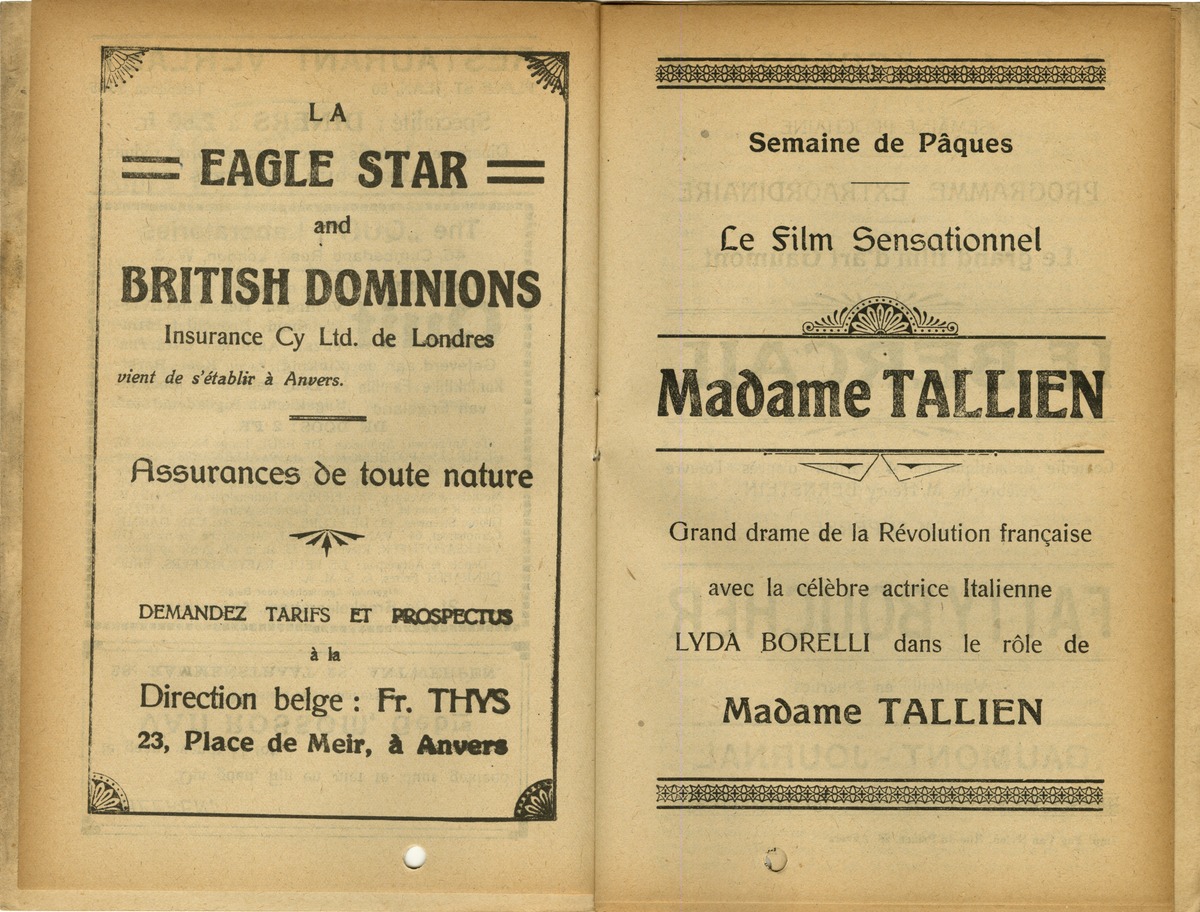 LA
EAGLE STAR
and
BRITISH DOMINIONS
Insurance Cy Ltd. de Londres
vient de s'établir à Anvers.
Assurances de toute nature
DEMANDEZ TARIFS ET PROSPECTUS
à la
Direction belge : Fr. THYS
23, Place de Meir, à Anvers
Semaine de Pâques
Le Film Sensationnel
Madame TALLIEN
Grand drame de la Révolution française
avec la célèbre actrice Italienne
LYDA BORELLI dans le rôle de
Madame TALLIEN